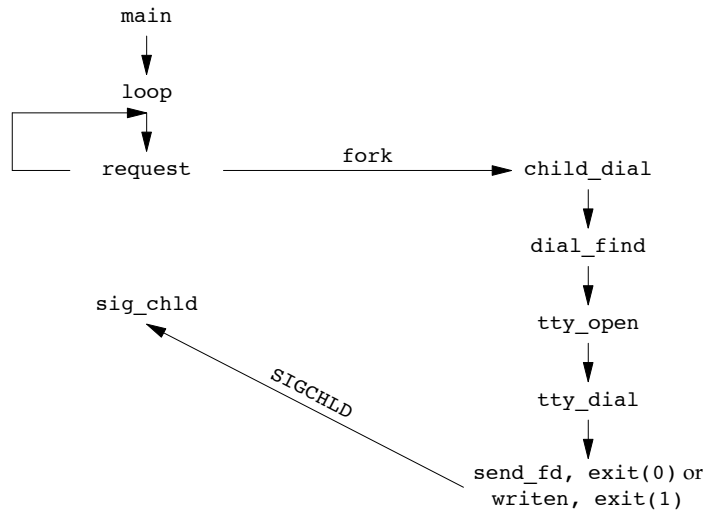 main
loop
request
fork
child_dial
dial_find
sig_chld
tty_open
SIGCHLD
tty_dial
send_fd, exit(0) or
writen, exit(1)